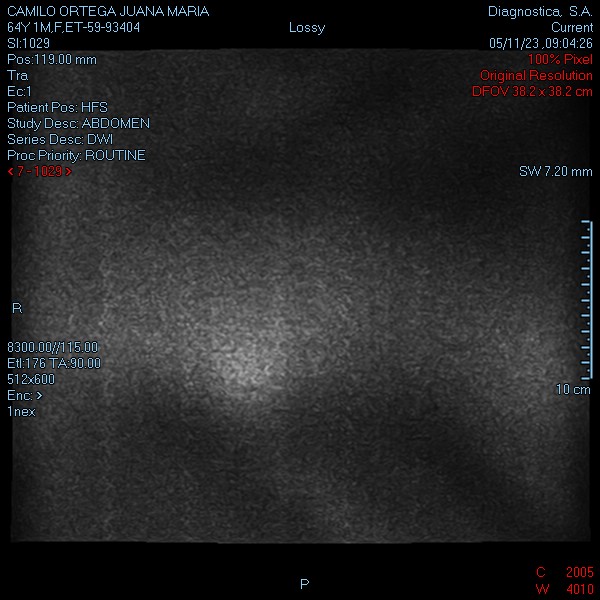 CAMILO ORTEGA JUANA MARIA
64Y 1M,F,ET-59-93404
SI:1029
Pos:119.00 mm
Tra
Ec:1
Patient Pos: HFS
Study Desc: ABDOMEN
Series Desc: DWI
Proc Priority: ROUTINE
< 7 - 1029 >
Lossy
Diagnostica, S.A.
Current
05/11/23 ,09:04:26
100% Pixel
Original Resolution
DFOV 38.2 x 38.2 cm
SW 7.20 mm
R
8300.00//115.00
Etl:176 TA:90.00
512x600
Enc: >
1nex
10 cm
P
C 2005
W 4010